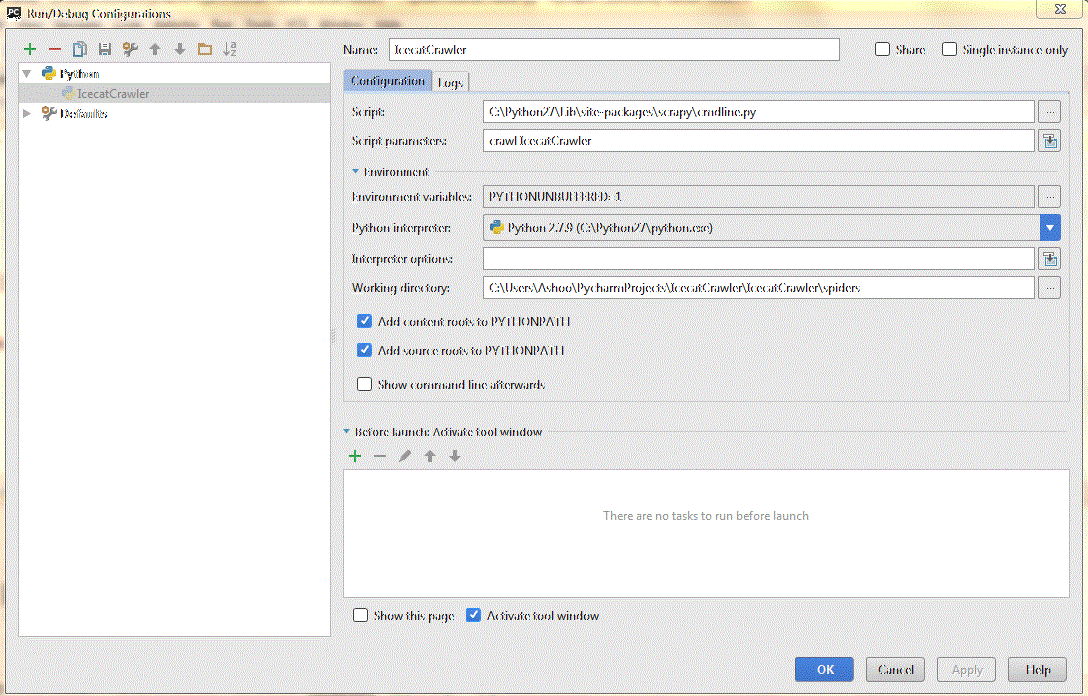 PC Run/Debug Configurations
Name: IcecatCrawler Share Single instance only
Python
IcecatCrawler
Defaults
Configuration Logs
Script: C:\Python27\Lib\site-packages\scrapy\cmdline.py ...
Script parameters: crawl IcecatCrawler
Environment
Environment variables: PYTHONUNBUFFERED=1 ...
Python interpreter: Python 2.7.9 (C:\Python27\python.exe)
Interpreter options:
Working directory: C:\Users\Ashoo\PycharmProjects\IcecatCrawler\IcecatCrawler\spiders ...
Add content roots to PYTHONPATH
Add source roots to PYTHONPATH
Show command line afterwards
Before launch: Activate tool window
There are no tasks to run before launch
Show this page Activate tool window
OK Cancel Apply Help